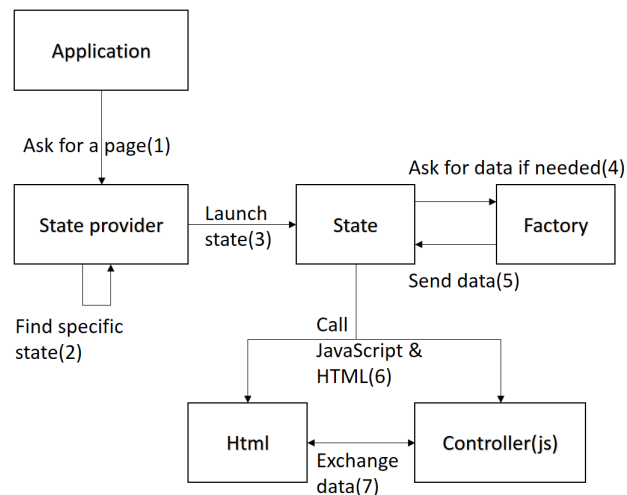 Application
Ask for a page(1)
Ask for data if needed(4)
State provider
Launch
state(3)
State
Factory
Send data(5)
Find specific
state(2)
Call
JavaScript &
HTML(6)
Html
Controller(js)
Exchange
data(7)